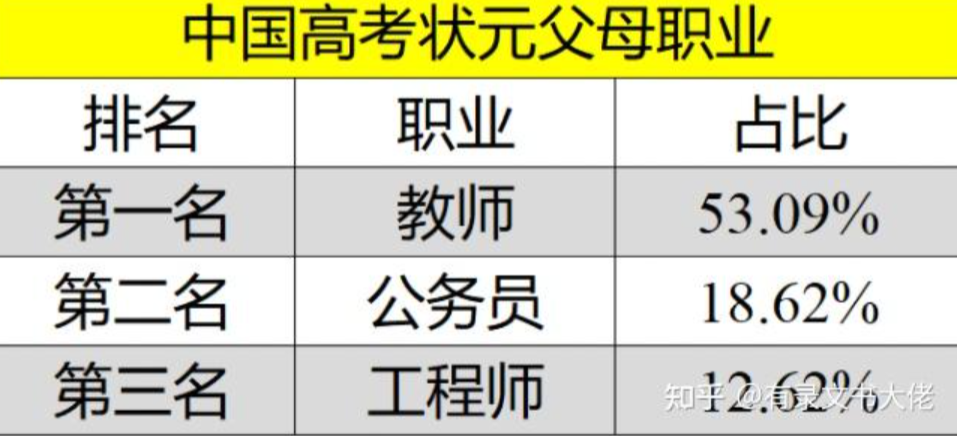 中国高考状元父母职业
排名 职业 占比
第一名 教师 53.09%
第二名 公务员 18.62%
第三名 工程师 12.62%
知乎 @有录文书大佬